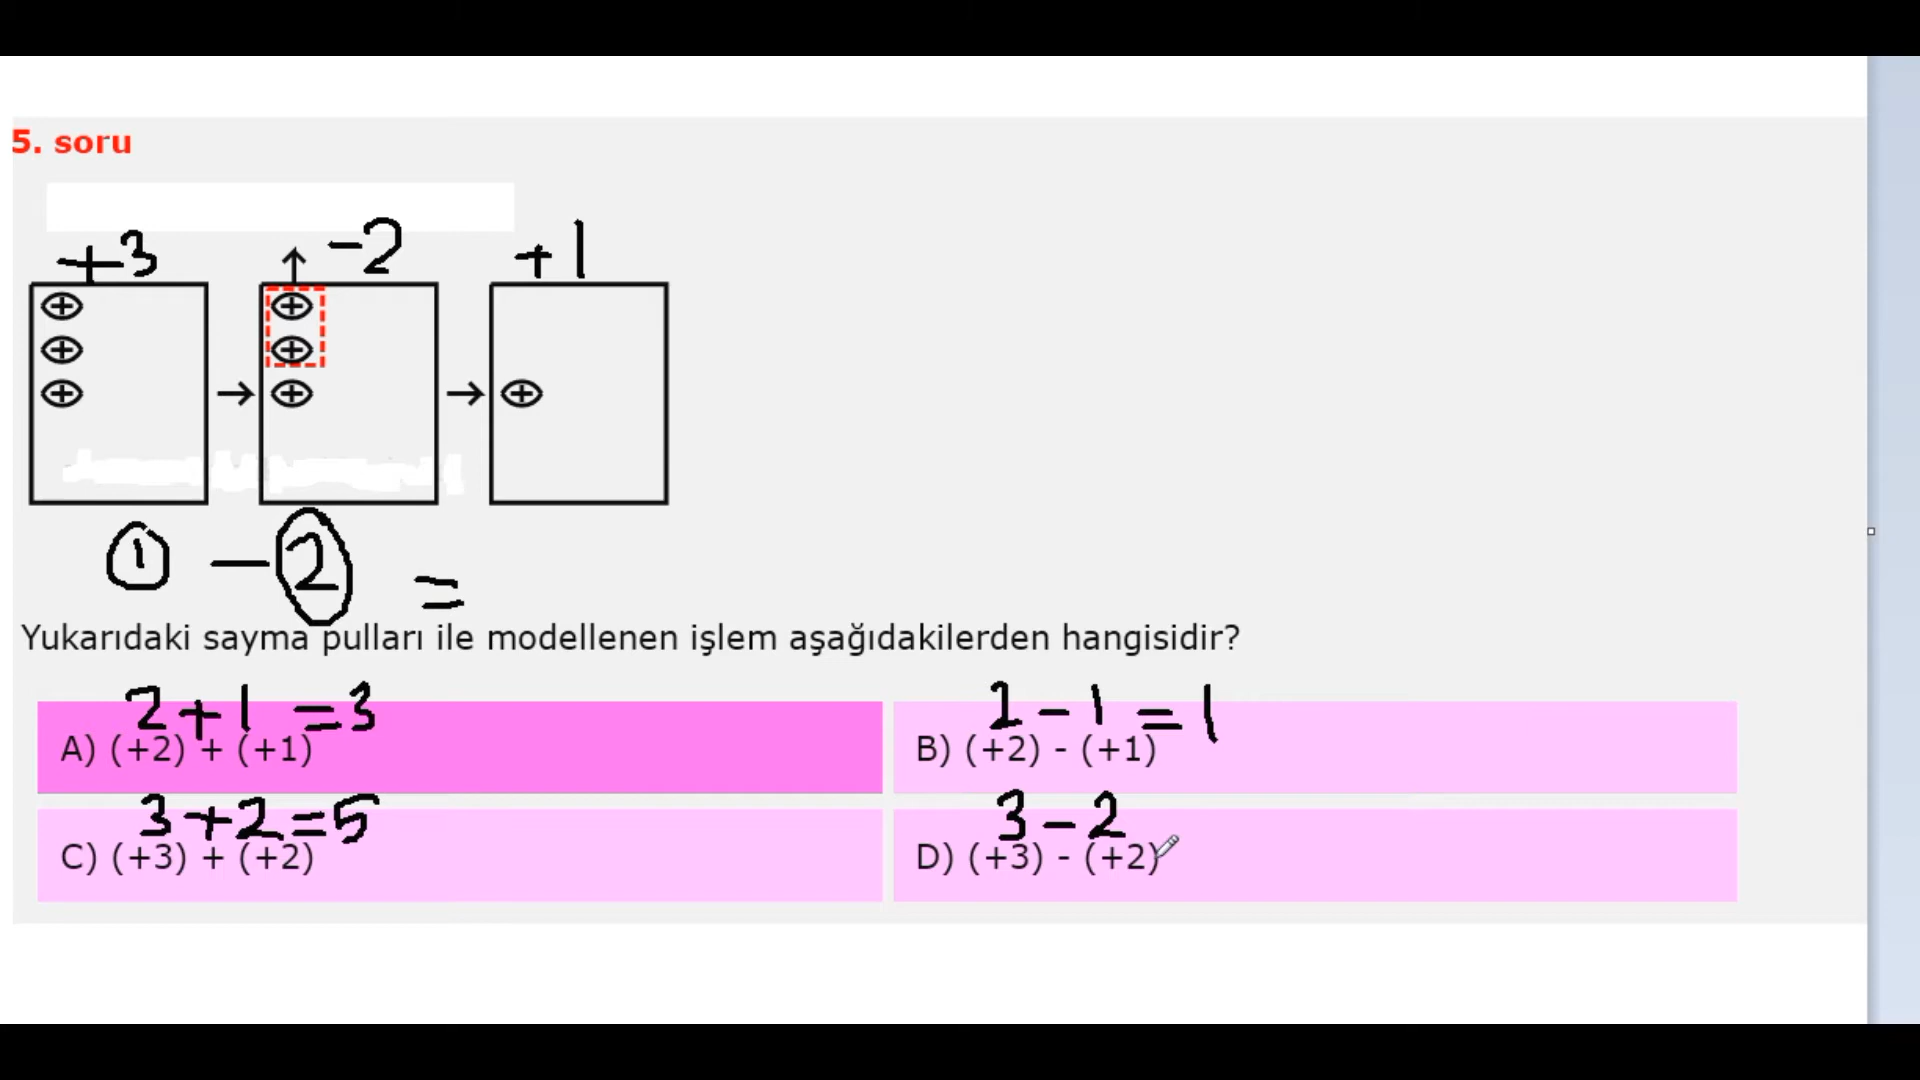 5. soru
+3 -2 +1
1 - 2 =
Yukarıdaki sayma pulları ile modellenen işlem aşağıdakilerden hangisidir?
2+1=3
A) (+2) + (+1)
2-1=1
B) (+2) - (+1)
3+2=5
C) (+3) + (+2)
3-2
D) (+3) - (+2)